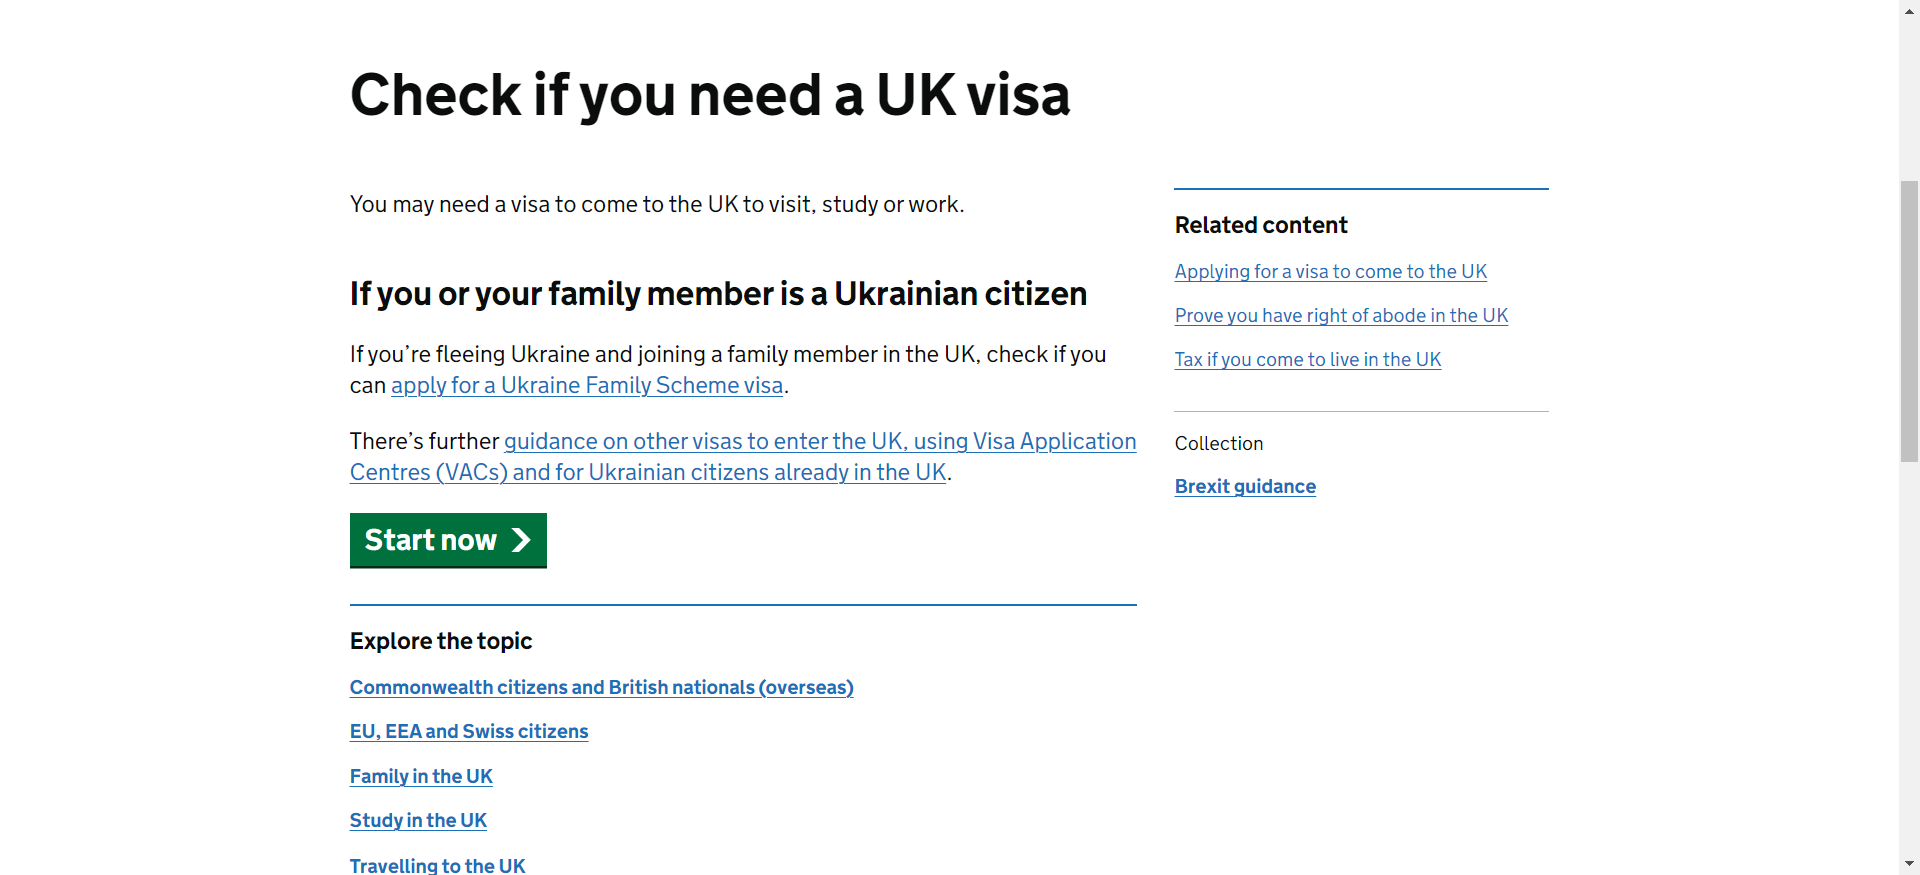 Check if you need a UK visa
You may need a visa to come to the UK to visit, study or work.
If you or your family member is a Ukrainian citizen
If you’re fleeing Ukraine and joining a family member in the UK, check if you
can apply for a Ukraine Family Scheme visa.
There’s further guidance on other visas to enter the UK, using Visa Application
Centres (VACs) and for Ukrainian citizens already in the UK.
Start now
Explore the topic
Commonwealth citizens and British nationals (overseas)
EU, EEA and Swiss citizens
Family in the UK
Study in the UK
Travelling to the UK
Related content
Applying for a visa to come to the UK
Prove you have right of abode in the UK
Tax if you come to live in the UK
Collection
Brexit guidance